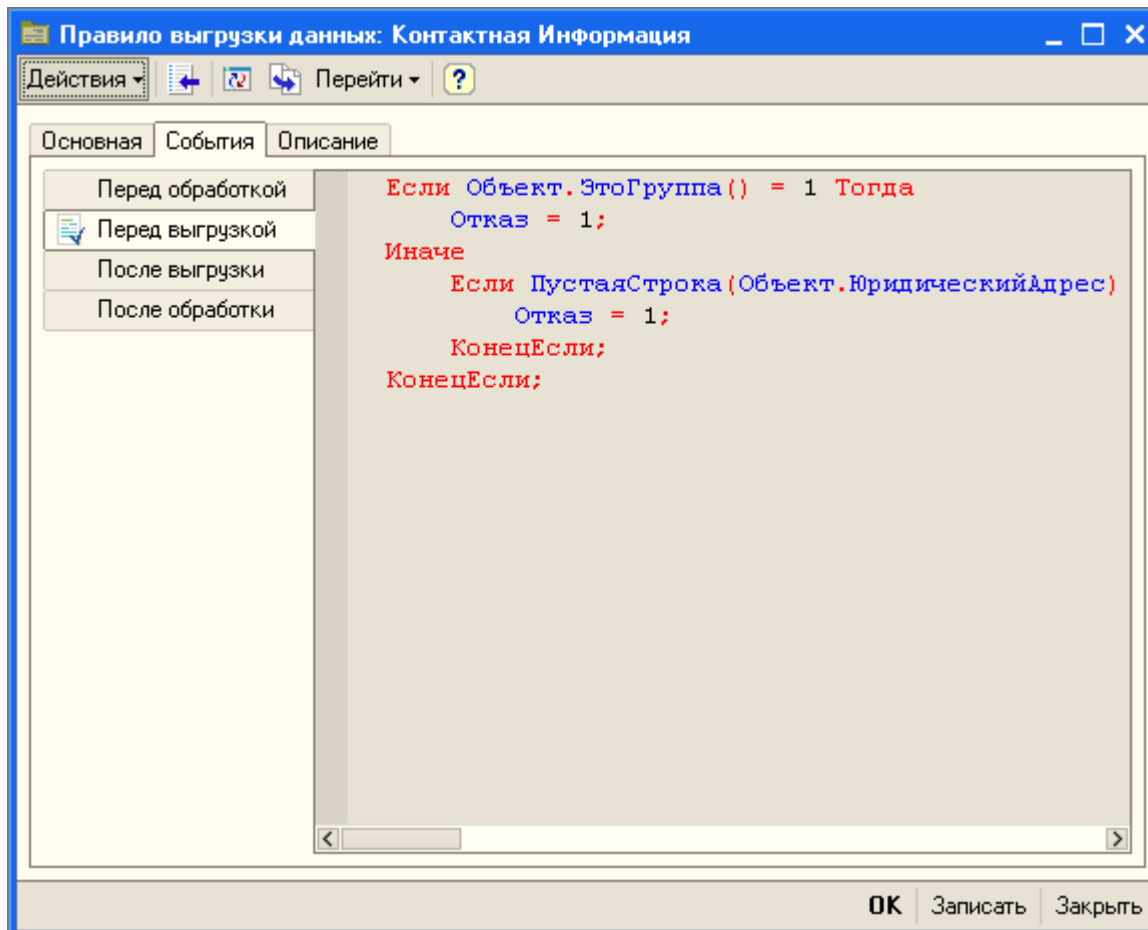 Правило выгрузки данных: Контактная Информация
Действия Перейти ?
Основная События Описание
Перед обработкой
Перед выгрузкой
После выгрузки
После обработки
Если Объект.ЭтоГруппа() = 1 Тогда
Отказ = 1;
Иначе
Если ПустаяСтрока(Объект.ЮридическийАдрес)
Отказ = 1;
КонецЕсли;
КонецЕсли;
OK Записать Закрыть